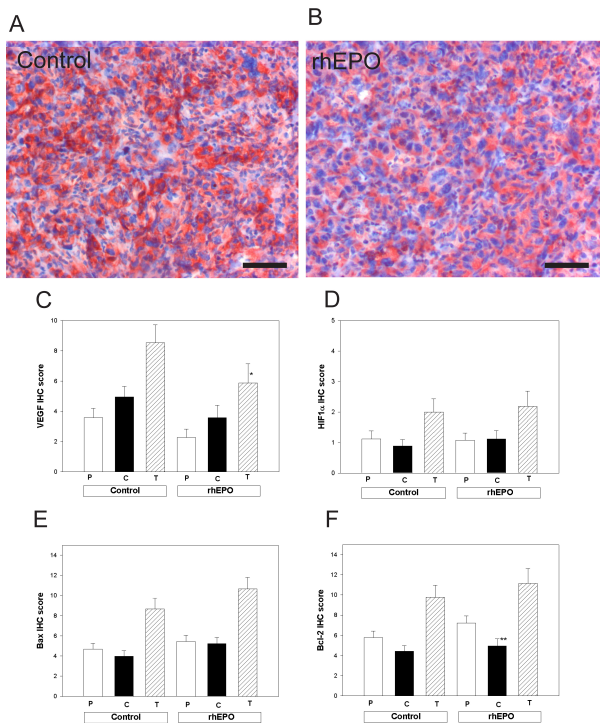 A
B
Control
rhEPO
C
D
10
8
6
4
2
0
VEGF IHC score
*
P C T P C T
Control rhEPO
5
4
3
2
1
0
HIF1α IHC score
P C T P C T
Control rhEPO
E
F
14
12
10
8
6
4
2
0
Bax IHC score
P C T P C T
Control rhEPO
14
12
10
8
6
4
2
0
Bcl-2 IHC score
**
P C T P C T
Control rhEPO